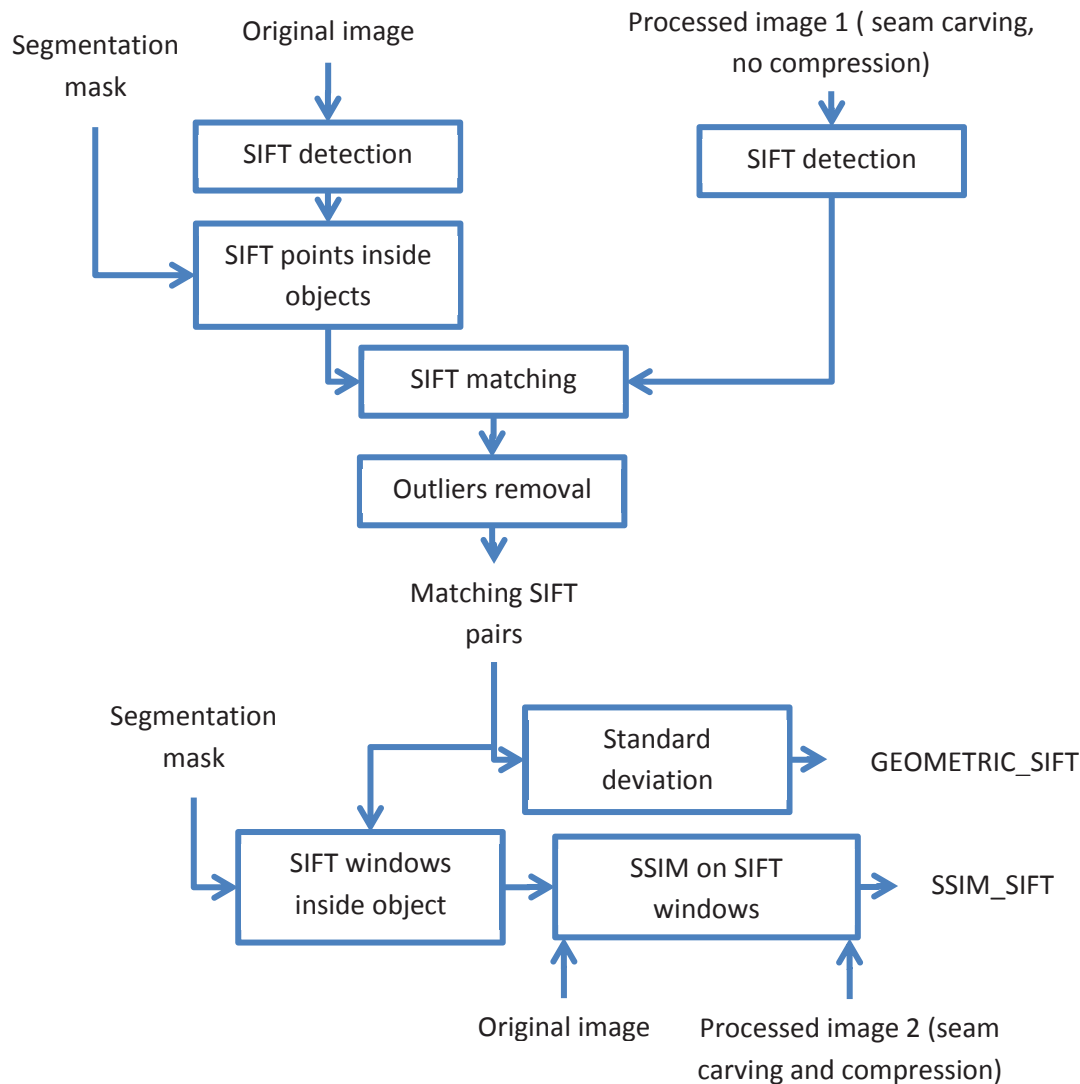 Segmentation
mask
Original image
Processed image 1 ( seam carving,
no compression)
SIFT detection
SIFT detection
SIFT points inside
objects
SIFT matching
Outliers removal
Matching SIFT
pairs
Segmentation
mask
Standard
deviation
GEOMETRIC_SIFT
SIFT windows
inside object
SSIM on SIFT
windows
SSIM_SIFT
Original image
Processed image 2 (seam
carving and compression)